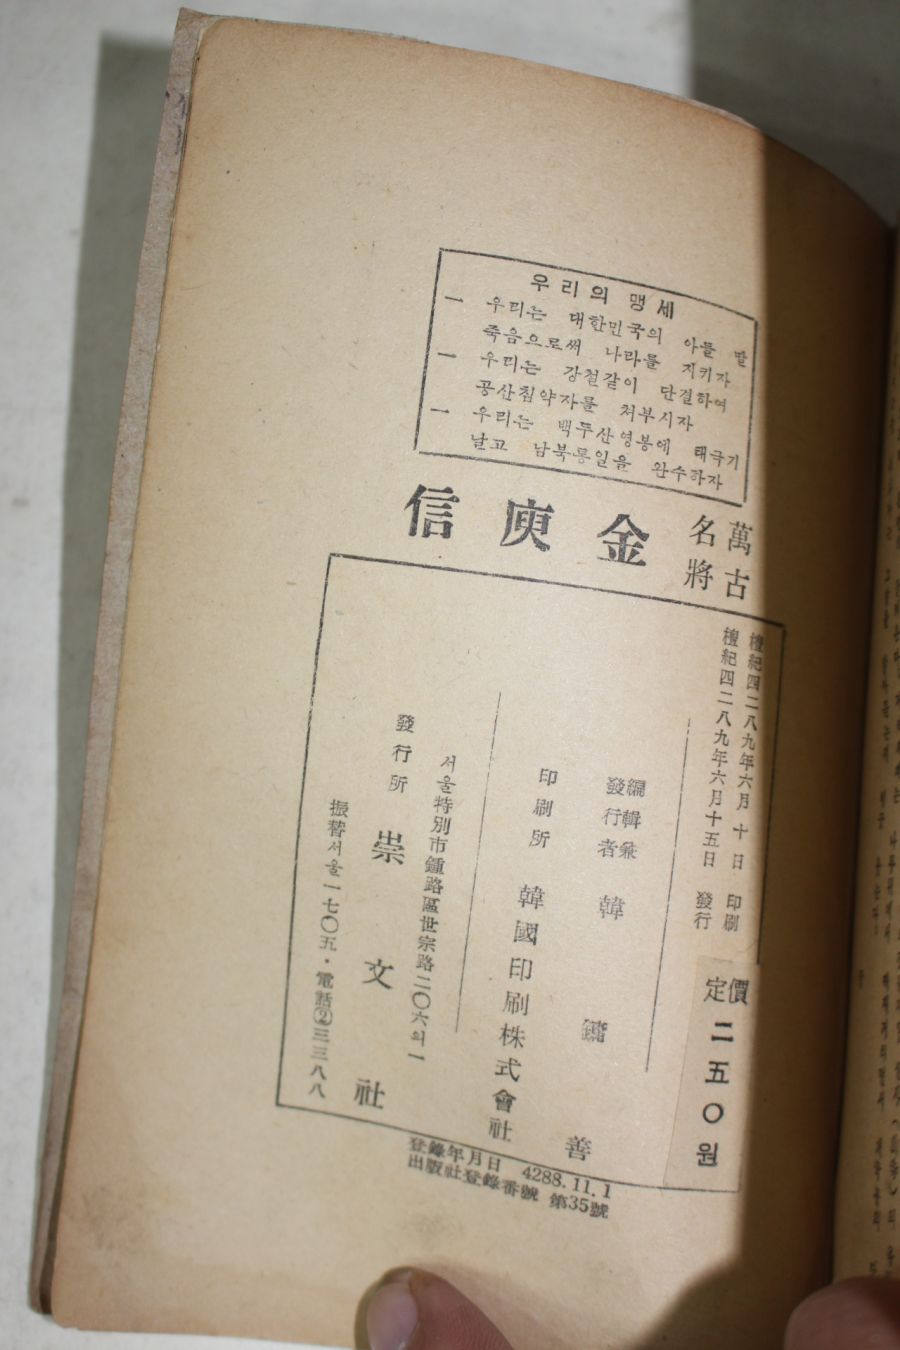 우리의 맹세
一 우리는 대한민국의 아들 딸
죽음으로써 나라를 지키자
一 우리는 강철같이 단결하여
공산침약자를 처부시자
一 우리는 백두산영봉에 태극기
날고 남북통일을 완수하자
萬古
名將
金庾信
檀紀四二八九年六月十日 印刷
檀紀四二八九年六月十五日 發行
定價 二五〇원
編輯兼
發行者 韓鏞善
印刷所 韓國印刷株式會社
서울特別市鍾路區世宗路二〇六의一
發行所 崇文社
振替서울一七〇五・電話②三三八八
登錄年月日 4288.11.1
出版社登錄番號 第35號